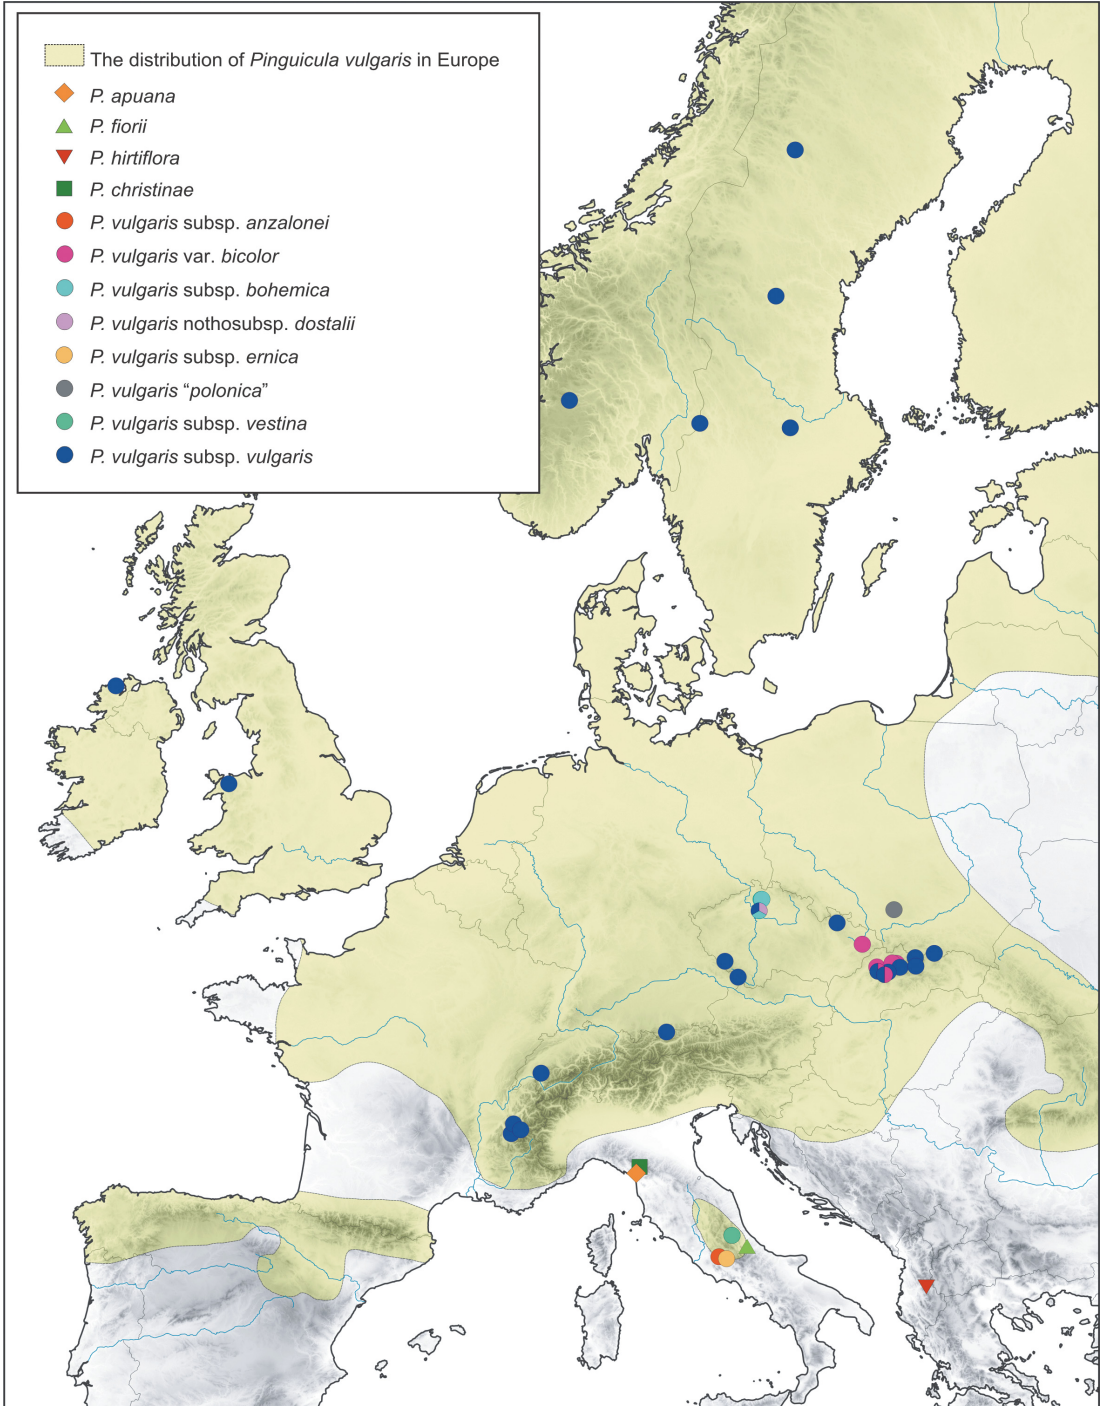 The distribution of Pinguicula vulgaris in Europe
P. apuana
P. fiorii
P. hirtiflora
P. christinae
P. vulgaris subsp. anzalonei
P. vulgaris var. bicolor
P. vulgaris subsp. bohemica
P. vulgaris nothosubsp. dostalii
P. vulgaris subsp. ernica
P. vulgaris “polonica”
P. vulgaris subsp. vestina
P. vulgaris subsp. vulgaris